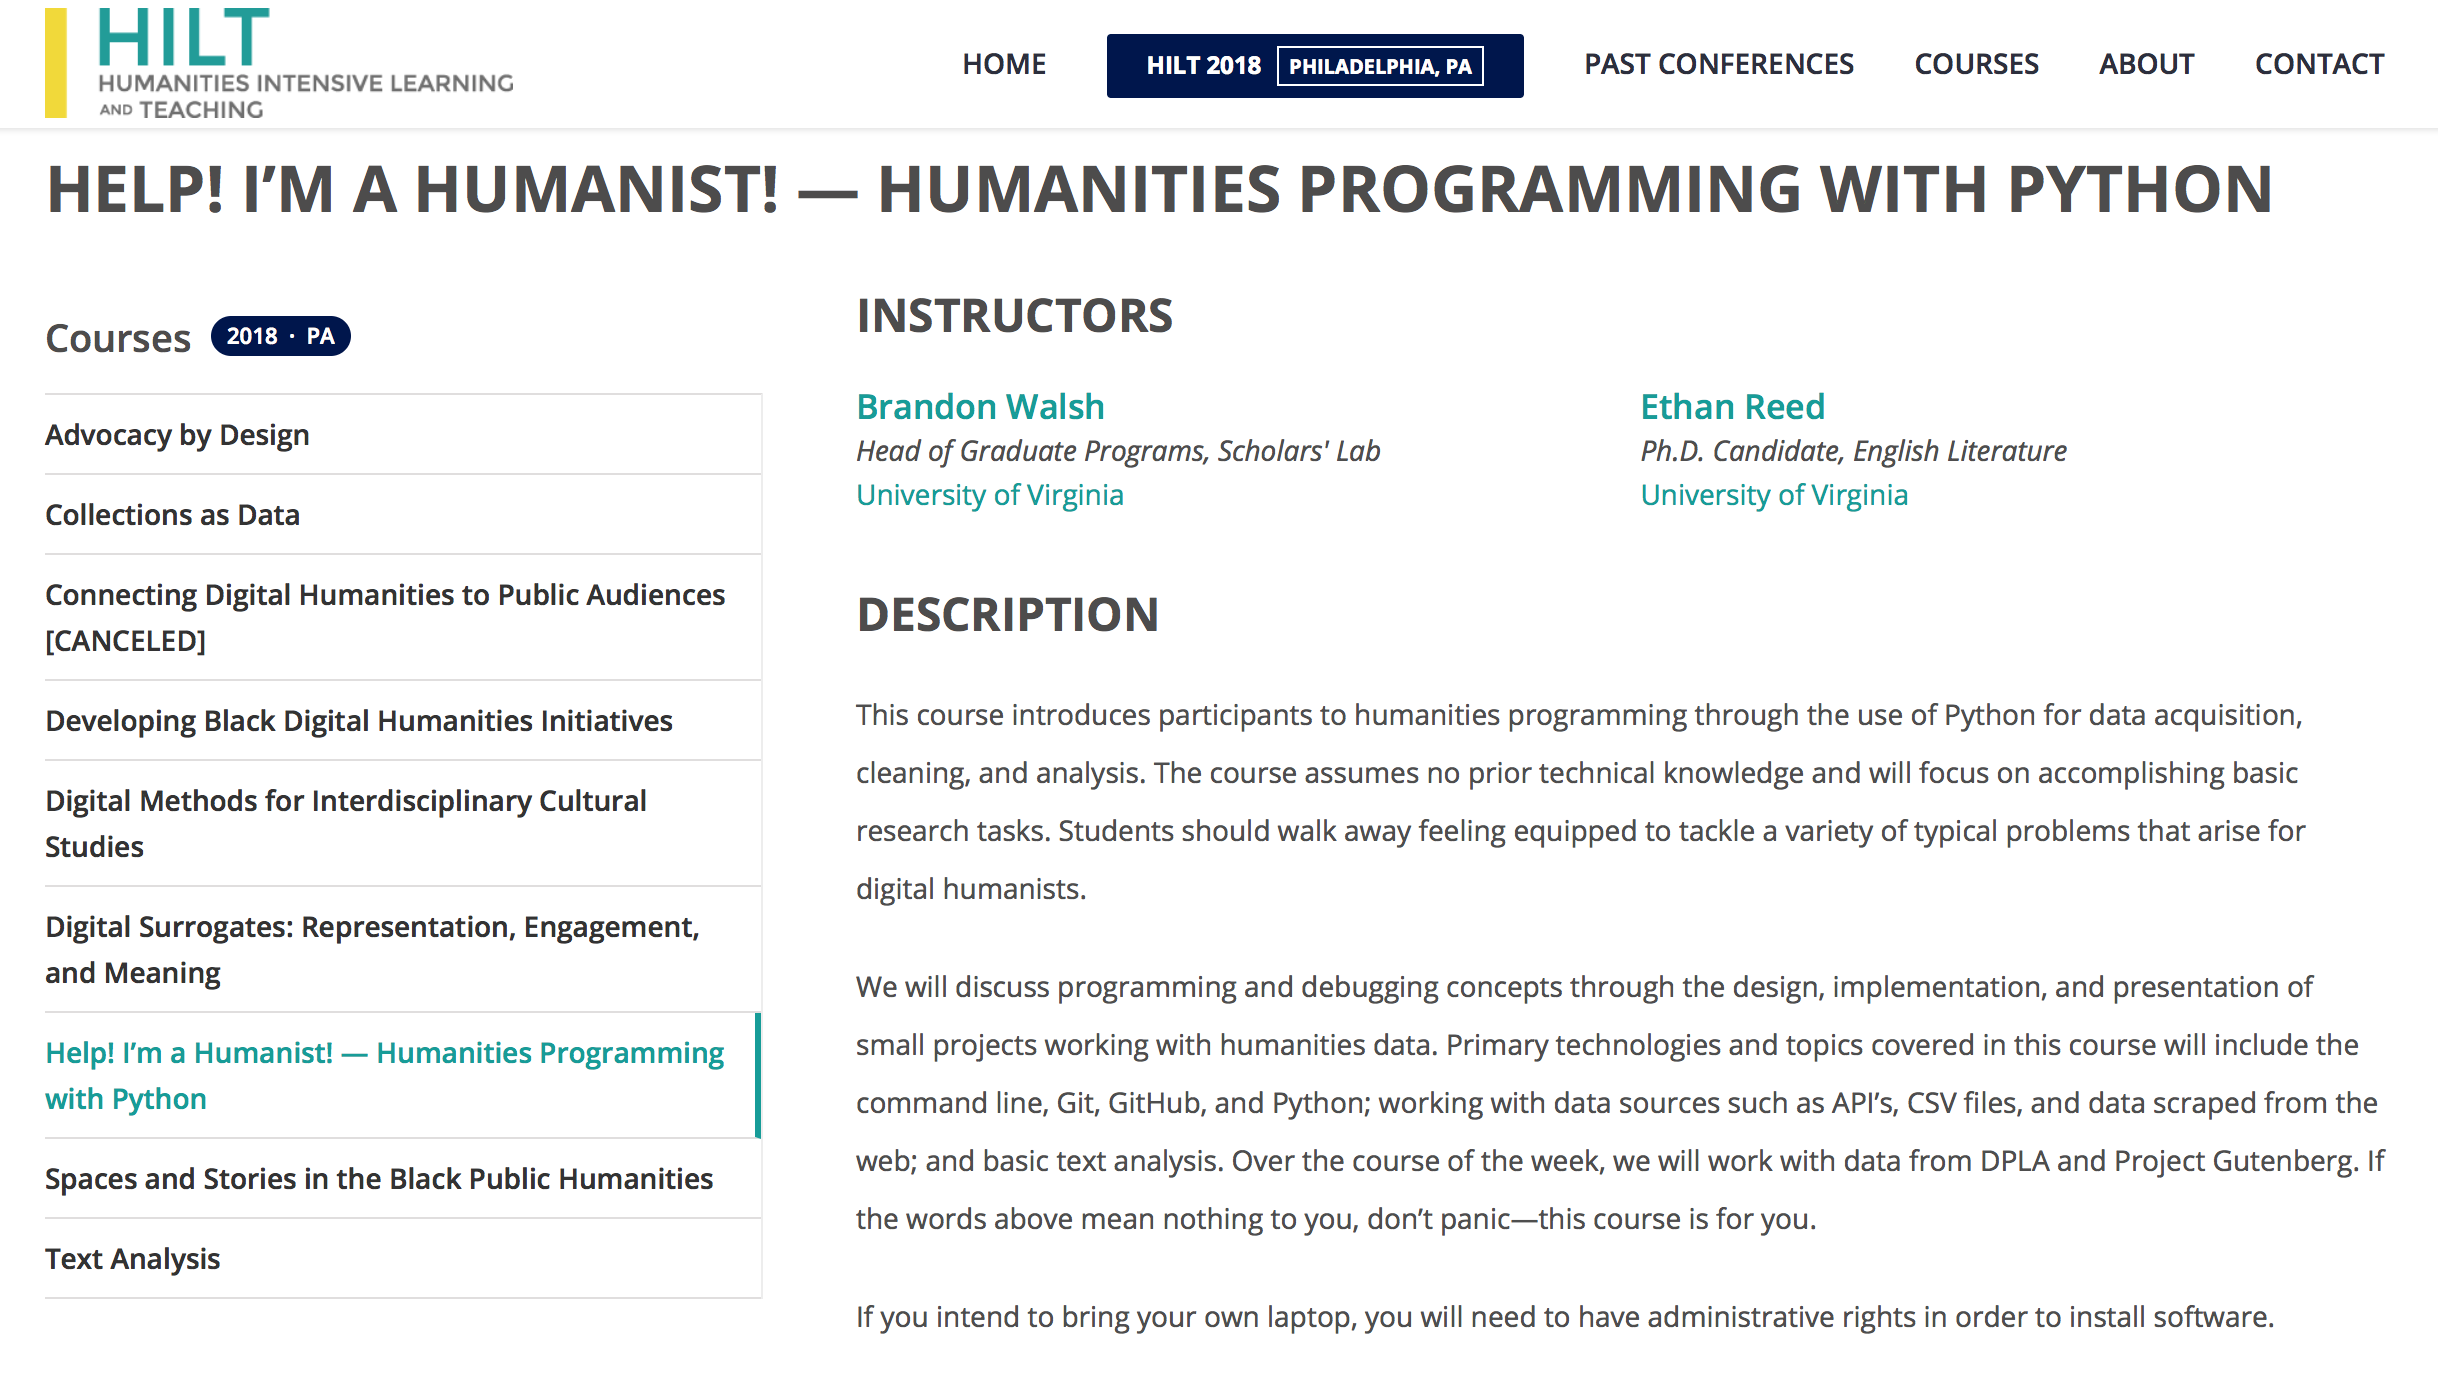 HILT
HUMANITIES INTENSIVE LEARNING
AND TEACHING
HOME
HILT 2018 PHILADELPHIA, PA
PAST CONFERENCES
COURSES
ABOUT
CONTACT
HELP! I’M A HUMANIST! — HUMANITIES PROGRAMMING WITH PYTHON
Courses 2018 · PA
Advocacy by Design
Collections as Data
Connecting Digital Humanities to Public Audiences
[CANCELED]
Developing Black Digital Humanities Initiatives
Digital Methods for Interdisciplinary Cultural
Studies
Digital Surrogates: Representation, Engagement,
and Meaning
Help! I’m a Humanist! — Humanities Programming
with Python
Spaces and Stories in the Black Public Humanities
Text Analysis
INSTRUCTORS
Brandon Walsh
Head of Graduate Programs, Scholars' Lab
University of Virginia
Ethan Reed
Ph.D. Candidate, English Literature
University of Virginia
DESCRIPTION
This course introduces participants to humanities programming through the use of Python for data acquisition,
cleaning, and analysis. The course assumes no prior technical knowledge and will focus on accomplishing basic
research tasks. Students should walk away feeling equipped to tackle a variety of typical problems that arise for
digital humanists.
We will discuss programming and debugging concepts through the design, implementation, and presentation of
small projects working with humanities data. Primary technologies and topics covered in this course will include the
command line, Git, GitHub, and Python; working with data sources such as API’s, CSV files, and data scraped from the
web; and basic text analysis. Over the course of the week, we will work with data from DPLA and Project Gutenberg. If
the words above mean nothing to you, don’t panic—this course is for you.
If you intend to bring your own laptop, you will need to have administrative rights in order to install software.